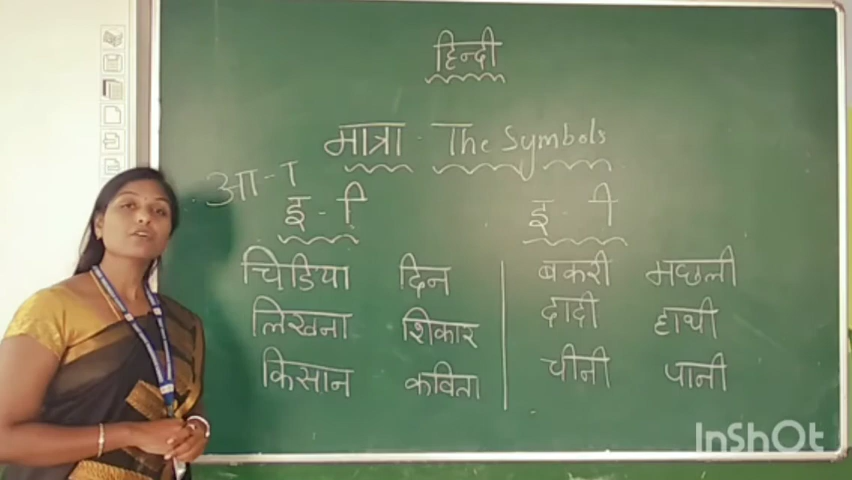 हिन्दी
मात्रा - The Symbols
आ - ा
इ - ि इ - ी
चिडिया दिन बकरी मछली
लिखना शिकार दादी हाथी
किसान कविता चीनी पानी
InShOt